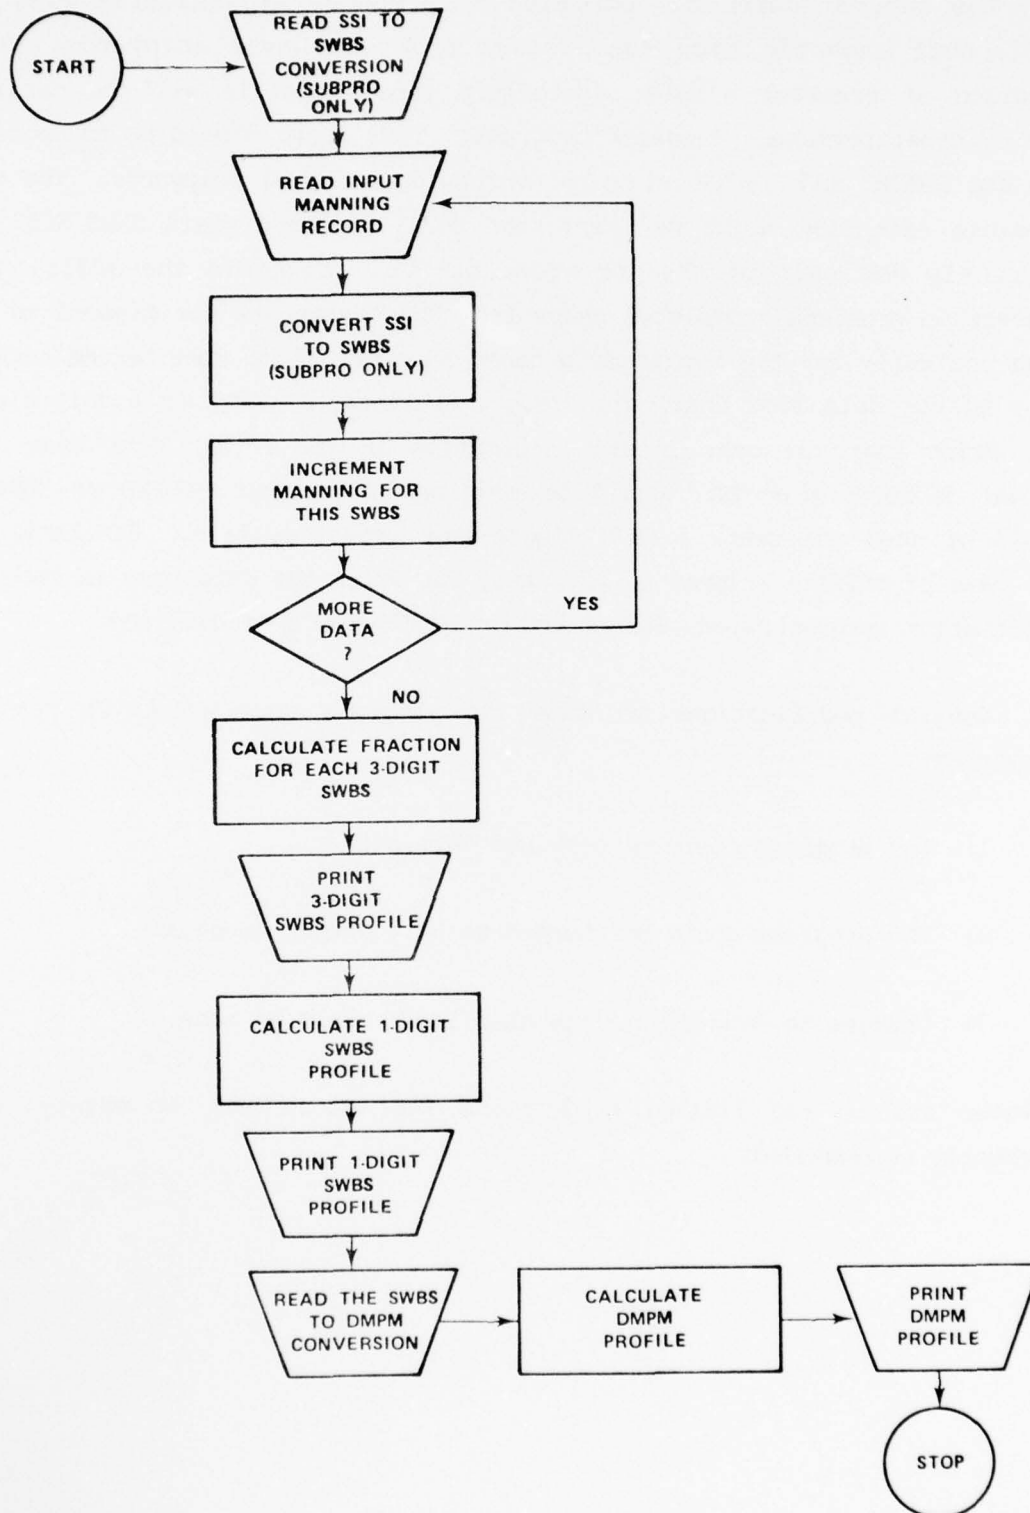 START
READ SSI TO
SWBS
CONVERSION
(SUBPRO
ONLY)
READ INPUT
MANNING
RECORD
CONVERT SSI
TO SWBS
(SUBPRO ONLY)
INCREMENT
MANNING FOR
THIS SWBS
MORE
DATA
?
YES
NO
CALCULATE FRACTION
FOR EACH 3-DIGIT
SWBS
PRINT
3-DIGIT
SWBS PROFILE
CALCULATE 1-DIGIT
SWBS
PROFILE
PRINT 1-DIGIT
SWBS
PROFILE
READ THE SWBS
TO DMPM
CONVERSION
CALCULATE
DMPM
PROFILE
PRINT
DMPM
PROFILE
STOP